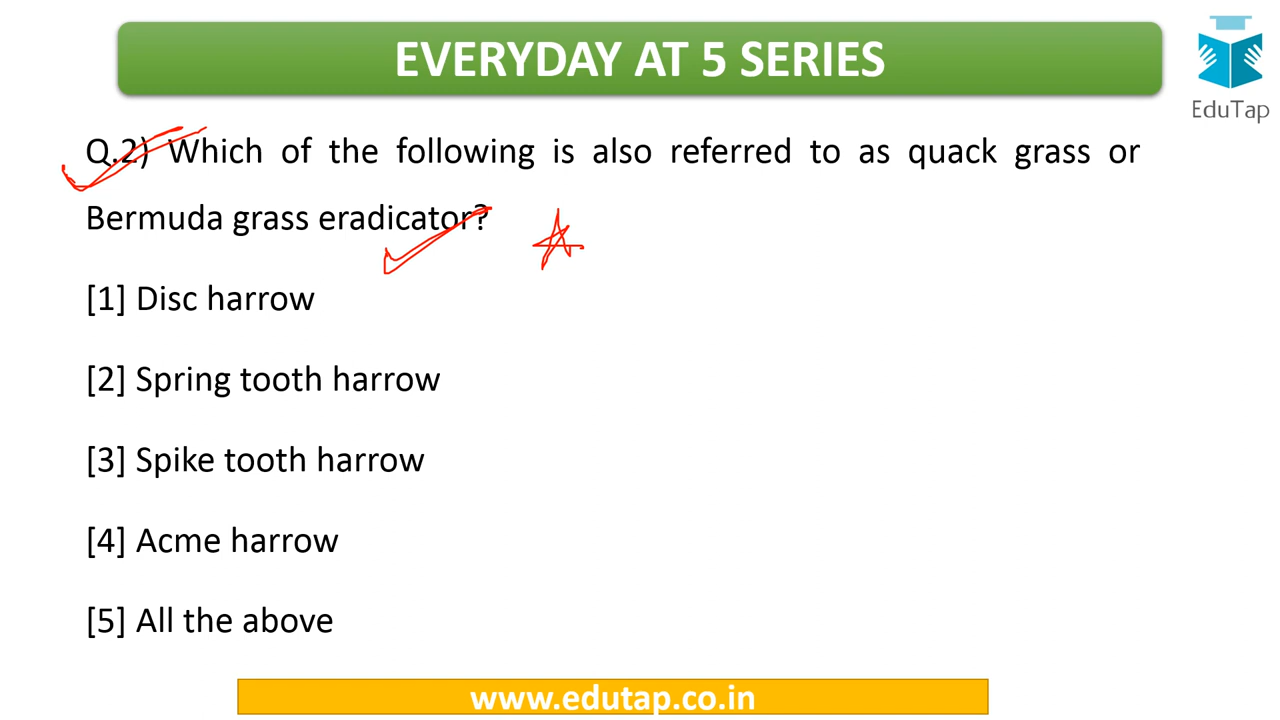 EVERYDAY AT 5 SERIES
EduTap
Q.2) Which of the following is also referred to as quack grass or
Bermuda grass eradicator?
[1] Disc harrow
[2] Spring tooth harrow
[3] Spike tooth harrow
[4] Acme harrow
[5] All the above
www.edutap.co.in